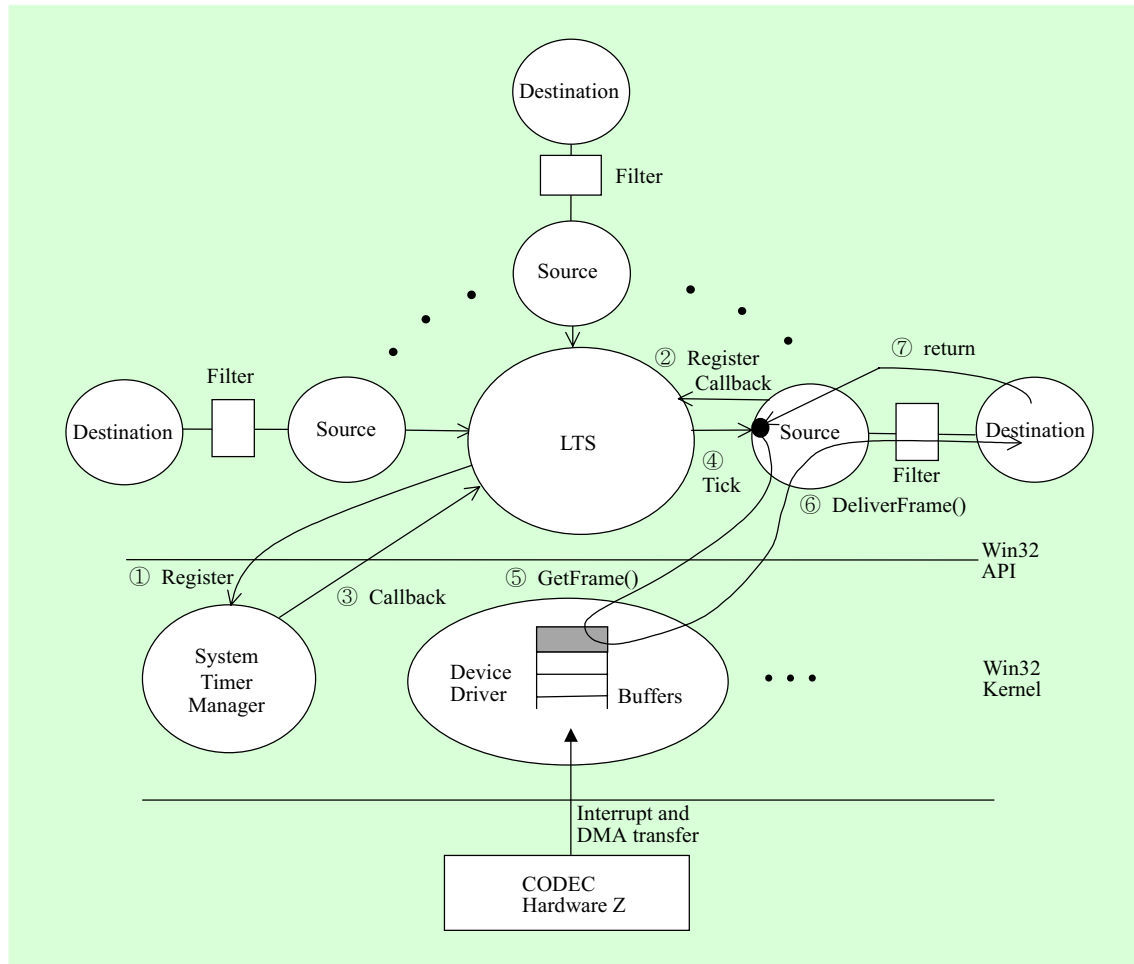 Destination
Filter
Source
② Register
Callback
⑦ return
Filter
Destination
Source
LTS
Source
Destination
Filter
④
Tick
⑥ DeliverFrame()
Win32
API
① Register
⑤ GetFrame()
③ Callback
System
Timer
Manager
Device
Driver
Buffers
Win32
Kernel
Interrupt and
DMA transfer
CODEC
Hardware Z